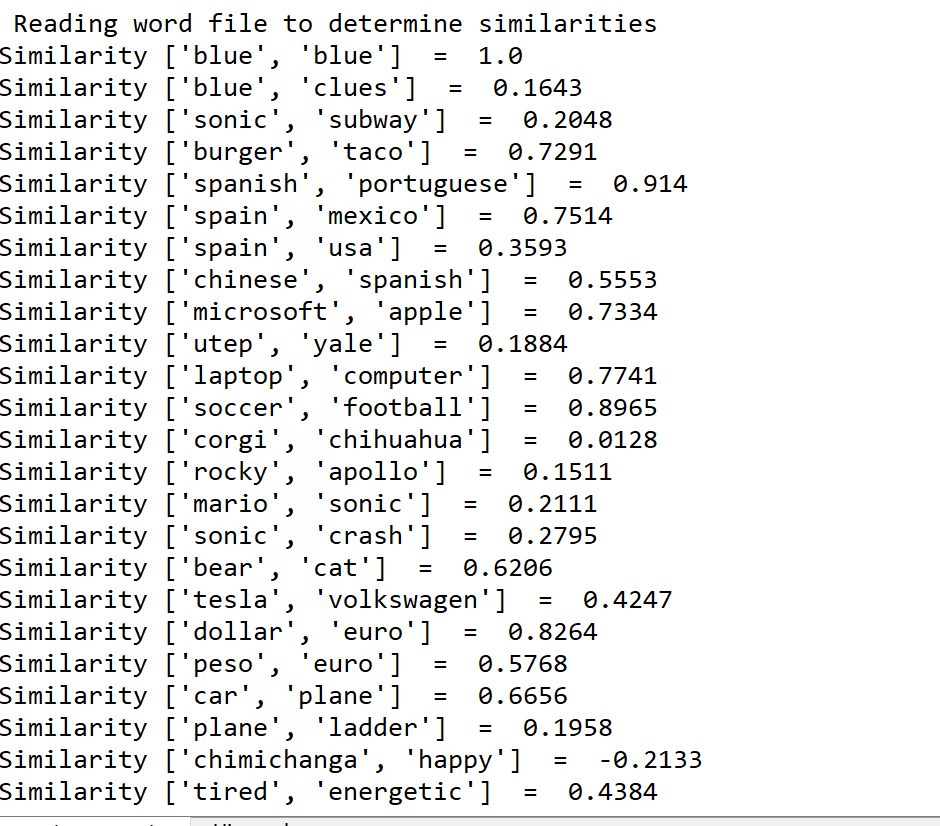 Reading word file to determine similarities
Similarity ['blue', 'blue']  =  1.0
Similarity ['blue', 'clues']  =  0.1643
Similarity ['sonic', 'subway']  =  0.2048
Similarity ['burger', 'taco']  =  0.7291
Similarity ['spanish', 'portuguese']  =  0.914
Similarity ['spain', 'mexico']  =  0.7514
Similarity ['spain', 'usa']  =  0.3593
Similarity ['chinese', 'spanish']  =  0.5553
Similarity ['microsoft', 'apple']  =  0.7334
Similarity ['utep', 'yale']  =  0.1884
Similarity ['laptop', 'computer']  =  0.7741
Similarity ['soccer', 'football']  =  0.8965
Similarity ['corgi', 'chihuahua']  =  0.0128
Similarity ['rocky', 'apollo']  =  0.1511
Similarity ['mario', 'sonic']  =  0.2111
Similarity ['sonic', 'crash']  =  0.2795
Similarity ['bear', 'cat']  =  0.6206
Similarity ['tesla', 'volkswagen']  =  0.4247
Similarity ['dollar', 'euro']  =  0.8264
Similarity ['peso', 'euro']  =  0.5768
Similarity ['car', 'plane']  =  0.6656
Similarity ['plane', 'ladder']  =  0.1958
Similarity ['chimichanga', 'happy']  =  -0.2133
Similarity ['tired', 'energetic']  =  0.4384